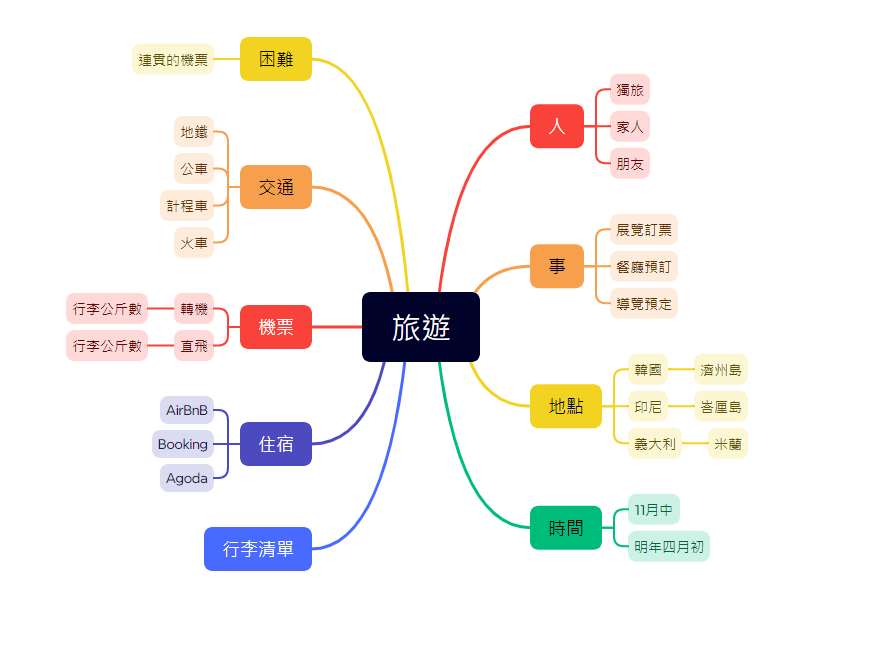 旅遊
人
獨旅
家人
朋友
事
展覽訂票
餐廳預訂
導覽預定
地點
韓國
濟州島
印尼
峇厘島
義大利
米蘭
時間
11月中
明年四月初
困難
連貫的機票
交通
地鐵
公車
計程車
火車
機票
轉機
行李公斤數
直飛
行李公斤數
住宿
AirBnB
Booking
Agoda
行李清單